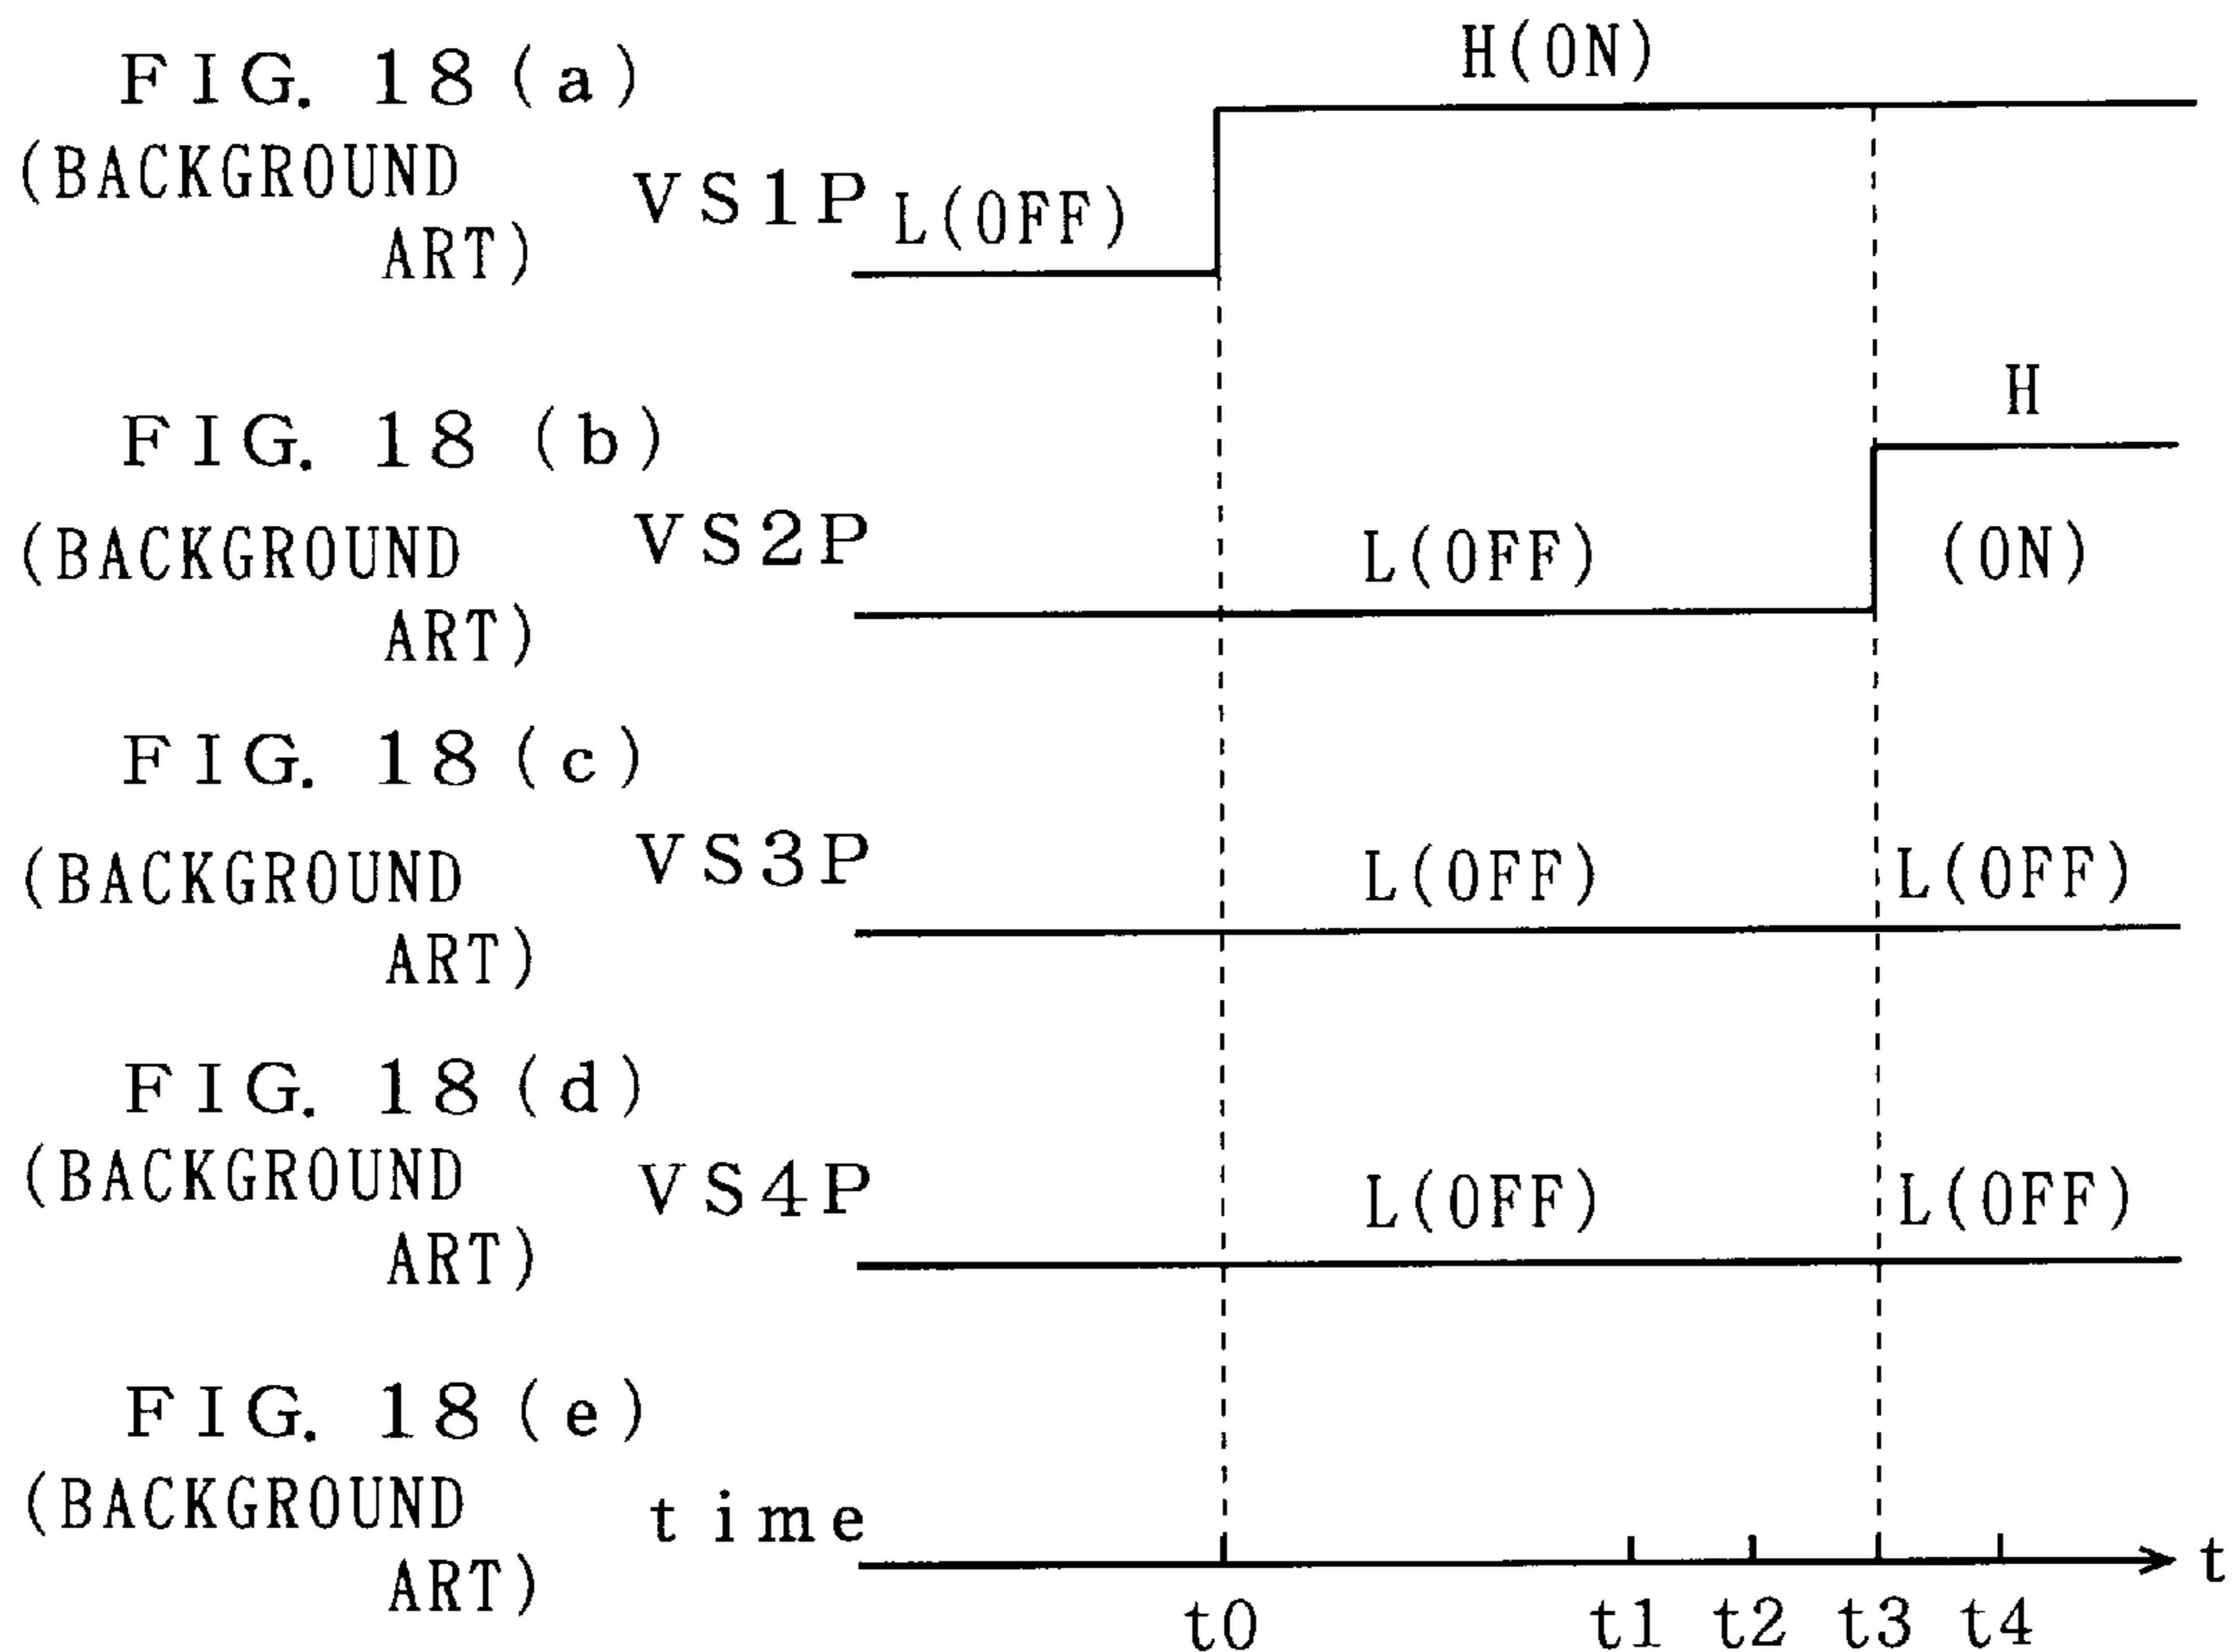 FIG. 18(a)
(BACKGROUND
ART)
VS1P
L(OFF)
H(ON)
FIG. 18(b)
(BACKGROUND
ART)
VS2P
L(OFF)
H
(ON)
FIG. 18(c)
(BACKGROUND
ART)
VS3P
L(OFF)
L(OFF)
FIG. 18(d)
(BACKGROUND
ART)
VS4P
L(OFF)
L(OFF)
FIG. 18(e)
(BACKGROUND
ART)
time
t
t0 t1 t2 t3 t4